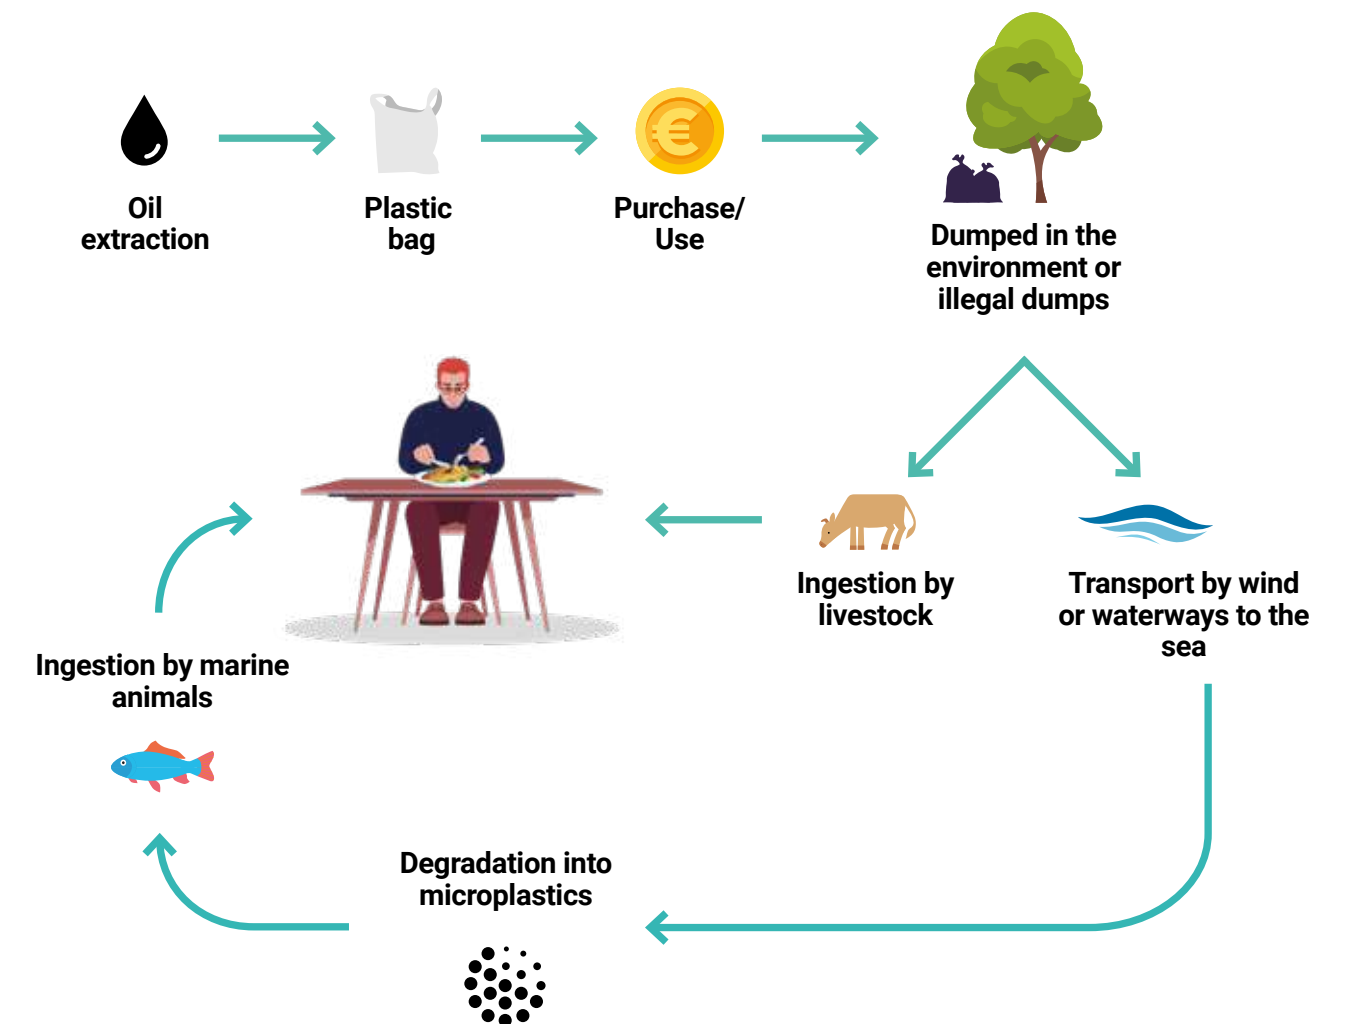 Oil
extraction
Plastic
bag
Purchase/
Use
Dumped in the
environment or
illegal dumps
Ingestion by
livestock
Transport by wind
or waterways to the
sea
Ingestion by marine
animals
Degradation into
microplastics